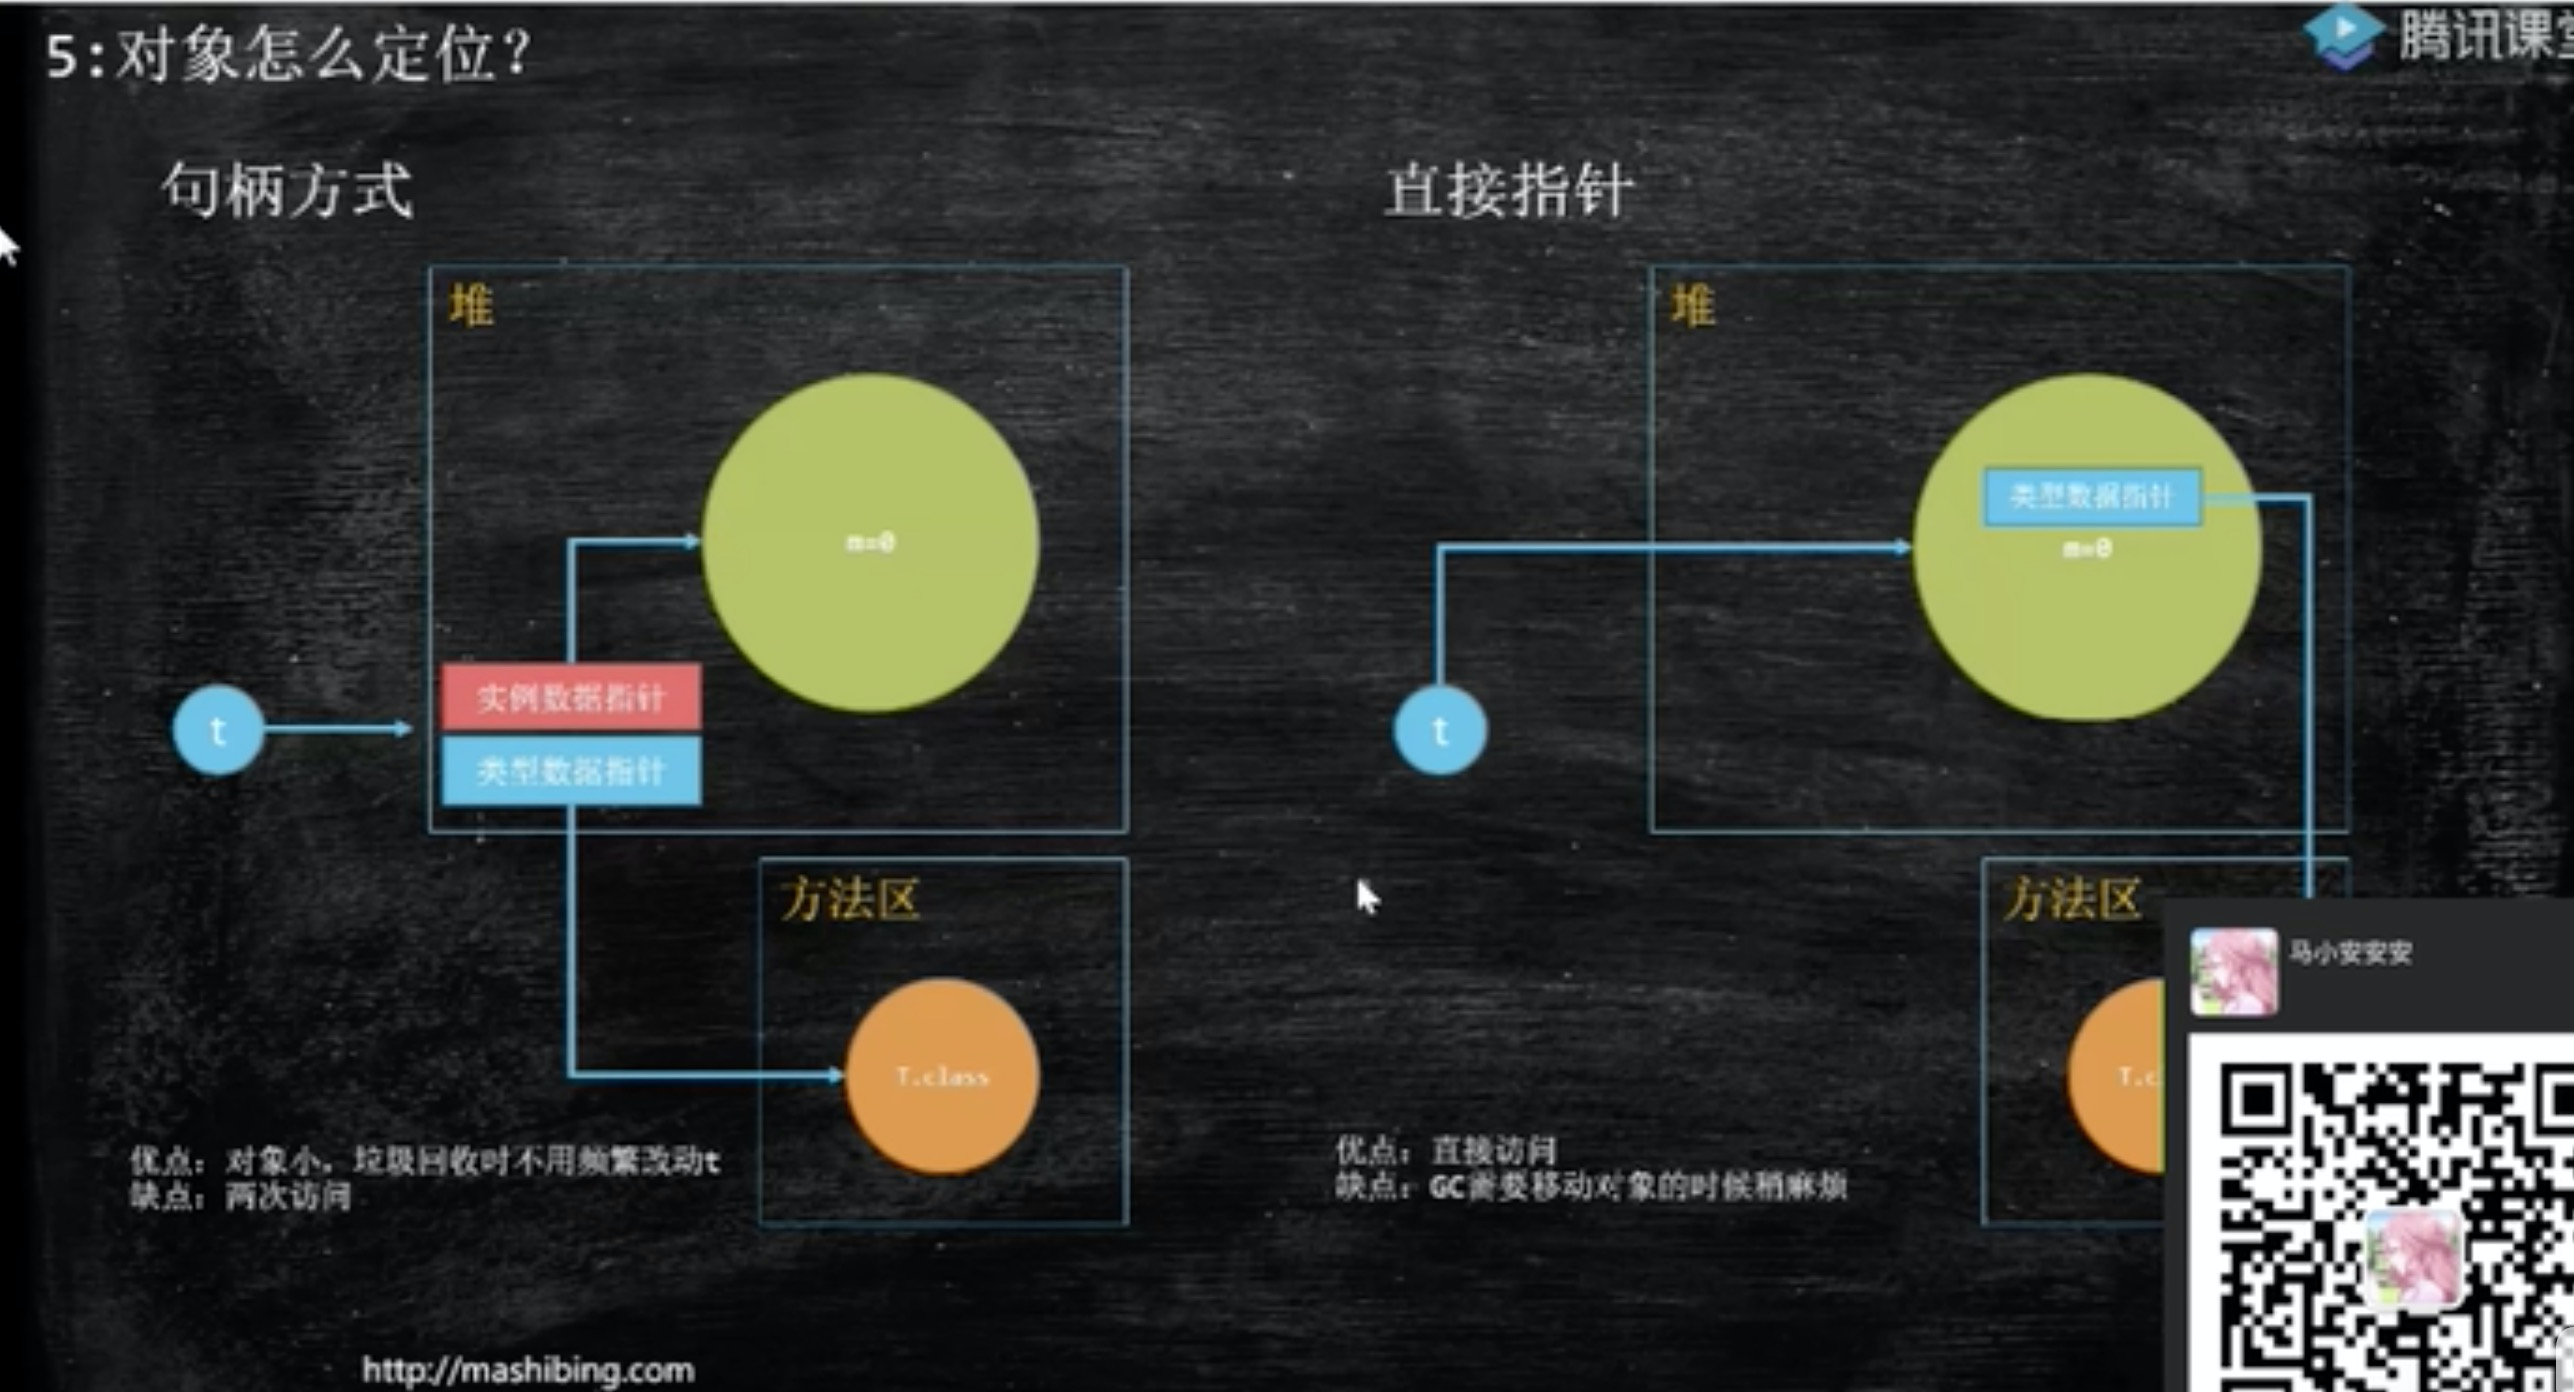 5:对象怎么定位?
腾讯课堂
句柄方式
堆
m=0
实例数据指针
t
类型数据指针
方法区
T.class
优点：对象小，垃圾回收时不用频繁改动t
缺点：两次访问
直接指针
堆
类型数据指针
m=0
t
方法区
T.c
优点：直接访问
缺点：GC需要移动对象的时候稍麻烦
马小安安安
http://mashibing.com